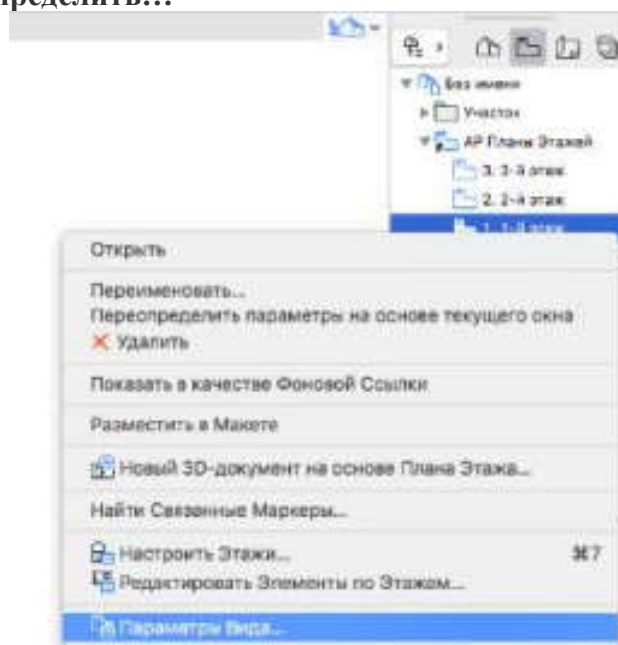 пределить…
Без имени
Участок
АР Планы Этажей
3. 3-й этаж
2. 2-й этаж
1. 1-й этаж
Открыть
Переименовать...
Переопределить параметры на основе текущего окна
Удалить
Показать в качестве Фоновой Ссылки
Разместить в Макете
Новый 3D-документ на основе Плана Этажа...
Найти Связанные Маркеры...
Настроить Этажи... ⌘7
Редактировать Элементы по Этажам...
Параметры Вида...